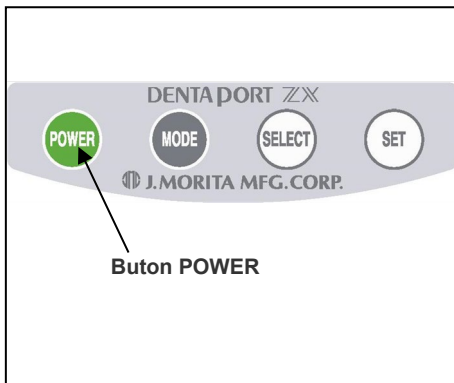 DENTAPORT ZX
POWER MODE SELECT SET
J.MORITA MFG.CORP.
Buton POWER